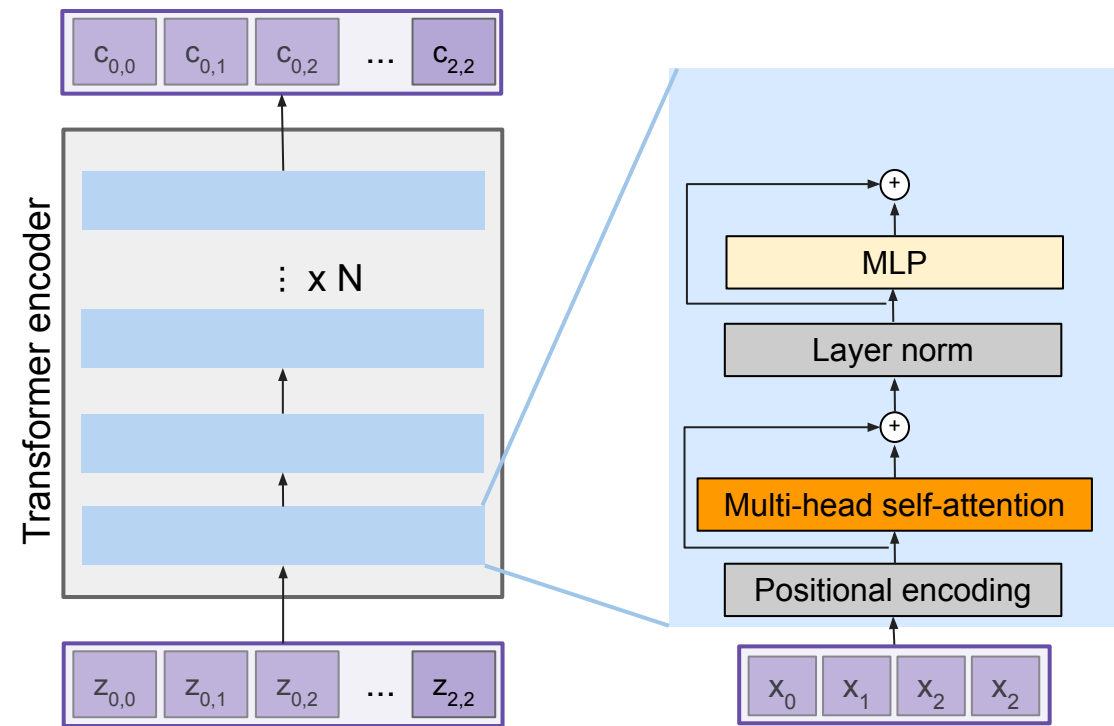 c0,0 c0,1 c0,2 ... c2,2
Transformer encoder
⋮ x N
z0,0 z0,1 z0,2 ... z2,2
+
MLP
Layer norm
+
Multi-head self-attention
Positional encoding
x0 x1 x2 x2